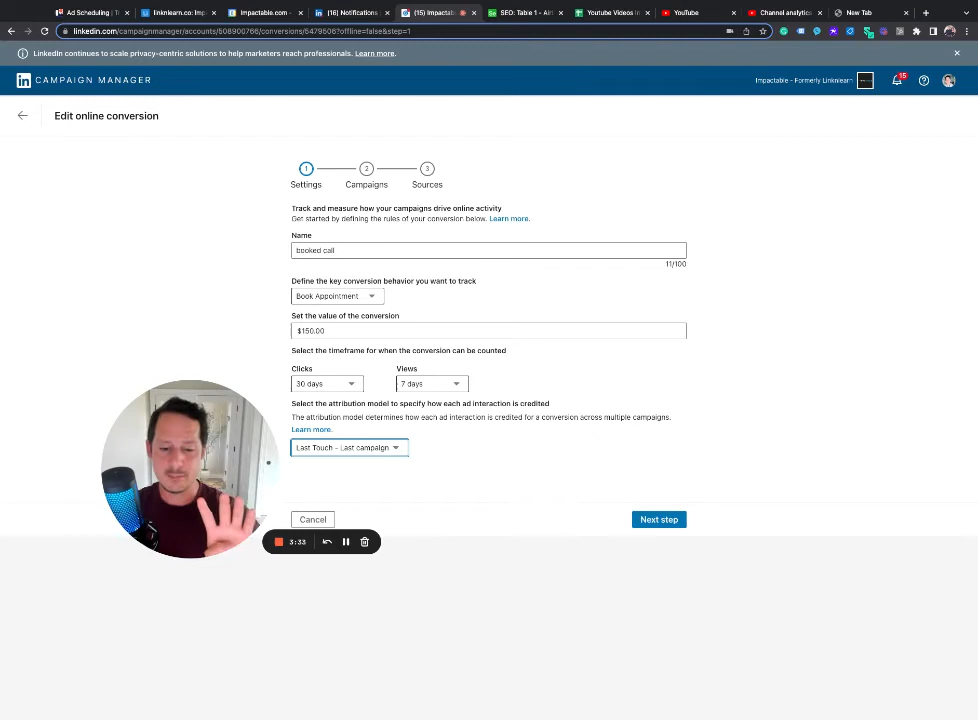 Ad Scheduling | T
linknlearn.co: Imp
Impactable.com -
(16) Notifications
(15) Impactab
SEO: Table 1 - Air
Youtube Videos In
YouTube
Channel analytics
New Tab
linkedin.com/campaignmanager/accounts/508900766/conversions/5479506?offline=false&step=1
LinkedIn continues to scale privacy-centric solutions to help marketers reach professionals. Learn more.
in CAMPAIGN MANAGER
Impactable - Formerly Linknlearn
15
Edit online conversion
1 2 3
Settings Campaigns Sources
Track and measure how your campaigns drive online activity
Get started by defining the rules of your conversion below. Learn more.
Name
booked call
11/100
Define the key conversion behavior you want to track
Book Appointment
Set the value of the conversion
$150.00
Select the timeframe for when the conversion can be counted
Clicks Views
30 days 7 days
Select the attribution model to specify how each ad interaction is credited
The attribution model determines how each ad interaction is credited for a conversion across multiple campaigns.
Learn more.
Last Touch - Last campaign
Cancel Next step
3:33